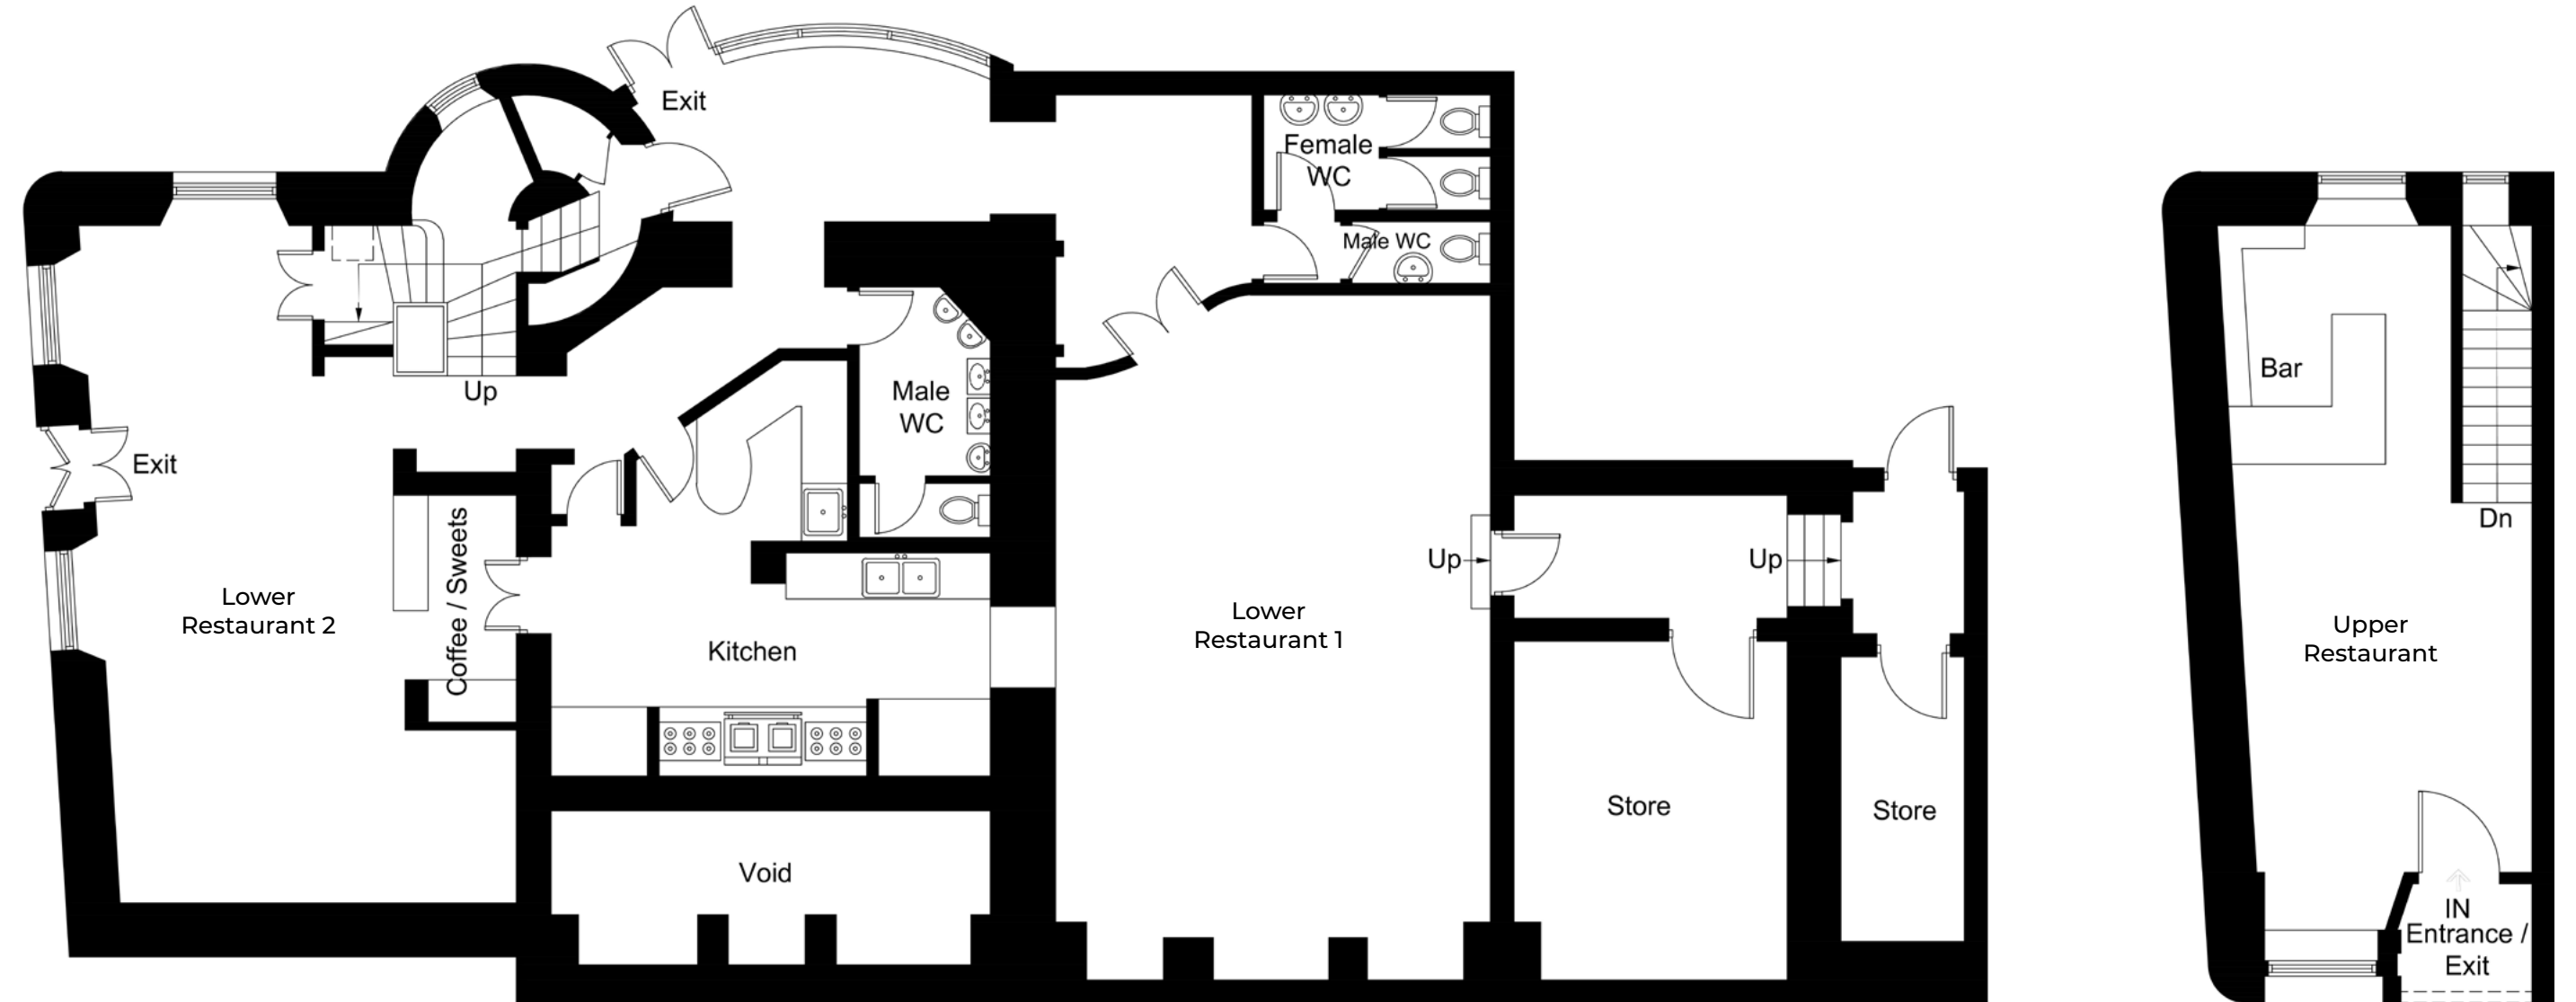 Exit
Female
WC
Male WC
Up
Male
WC
Exit
Coffee / Sweets
Lower
Restaurant 2
Kitchen
Void
Lower
Restaurant 1
Up
Up
Store
Store
Bar
Dn
Upper
Restaurant
IN
Entrance /
Exit